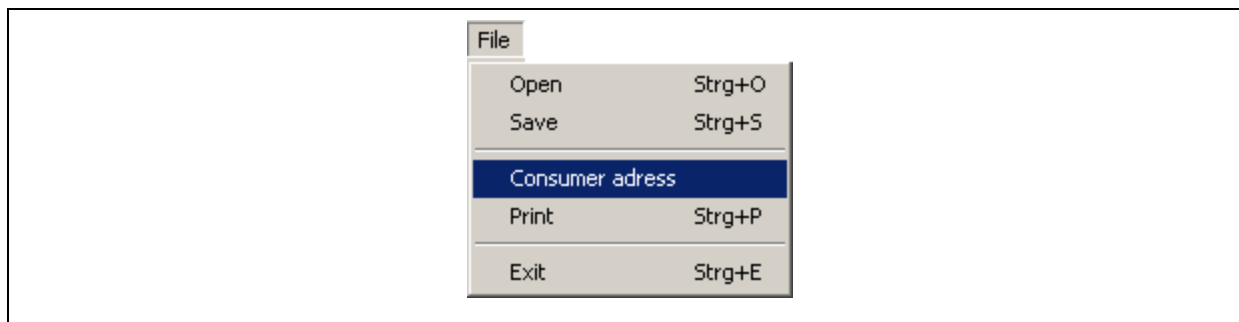 File
Open Strg+O
Save Strg+S
Consumer adress
Print Strg+P
Exit Strg+E